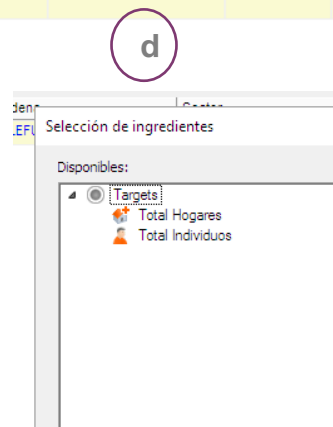 d
Selección de ingredientes
Disponibles:
Targets
Total Hogares
Total Individuos